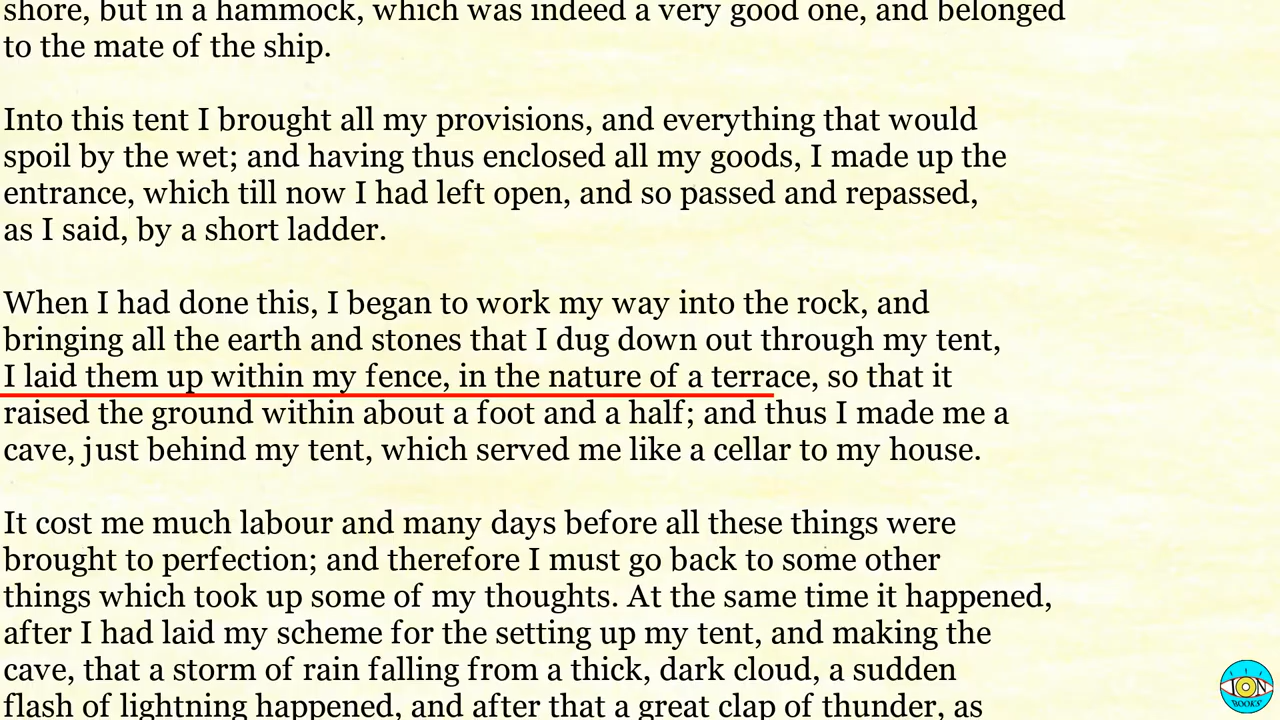 shore, but in a hammock, which was indeed a very good one, and belonged
to the mate of the ship.
Into this tent I brought all my provisions, and everything that would
spoil by the wet; and having thus enclosed all my goods, I made up the
entrance, which till now I had left open, and so passed and repassed,
as I said, by a short ladder.
When I had done this, I began to work my way into the rock, and
bringing all the earth and stones that I dug down out through my tent,
I laid them up within my fence, in the nature of a terrace, so that it
raised the ground within about a foot and a half; and thus I made me a
cave, just behind my tent, which served me like a cellar to my house.
It cost me much labour and many days before all these things were
brought to perfection; and therefore I must go back to some other
things which took up some of my thoughts. At the same time it happened,
after I had laid my scheme for the setting up my tent, and making the
cave, that a storm of rain falling from a thick, dark cloud, a sudden
flash of lightning happened, and after that a great clap of thunder, as
ION
BOOKS